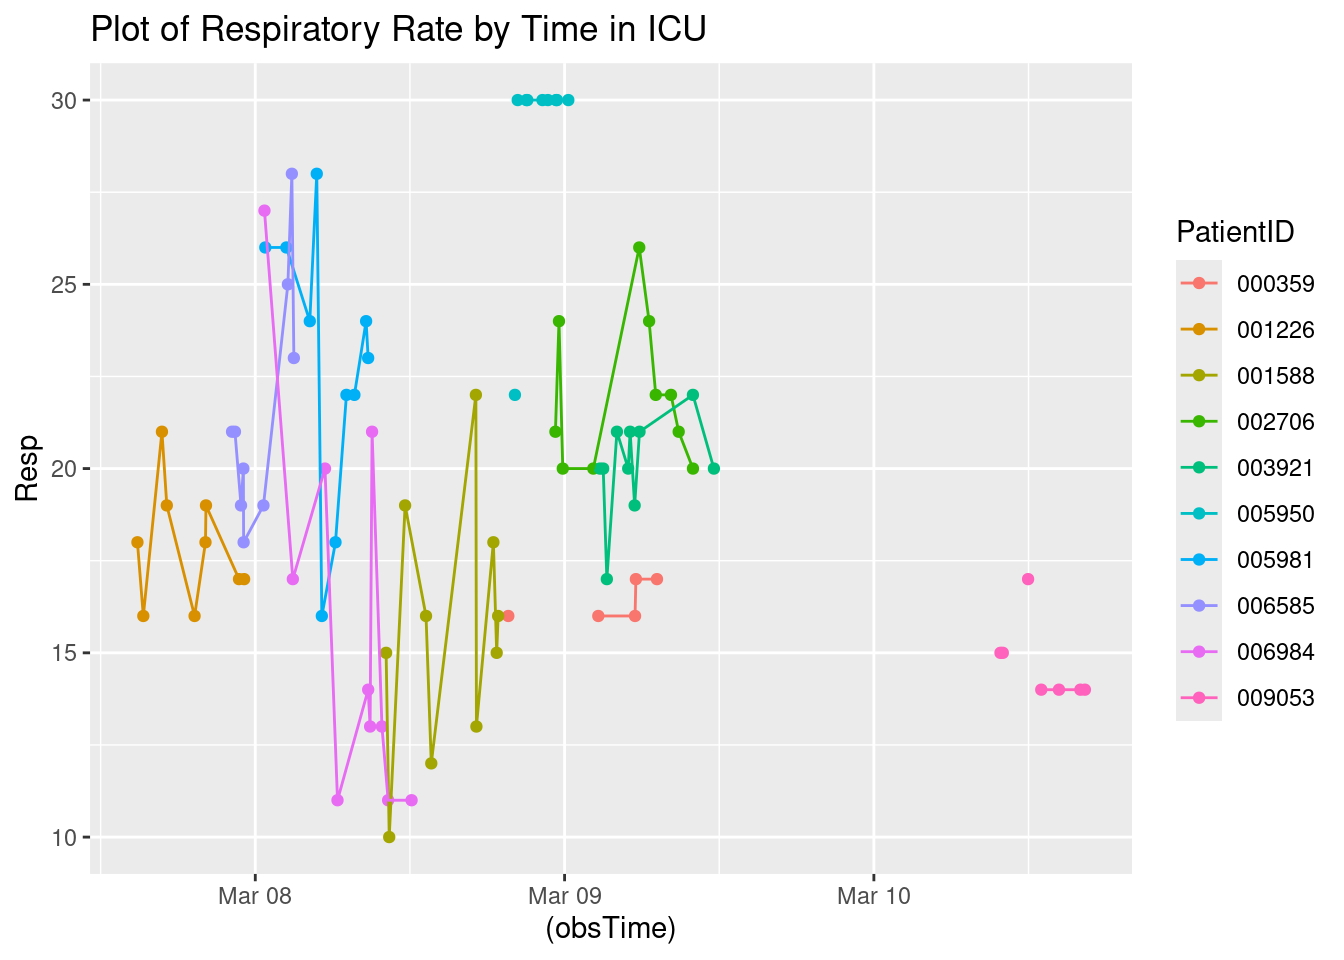 Plot of Respiratory Rate by Time in ICU
30
25
20
15
10
Resp
Mar 08
Mar 09
Mar 10
(obsTime)
PatientID
000359
001226
001588
002706
003921
005950
005981
006585
006984
009053